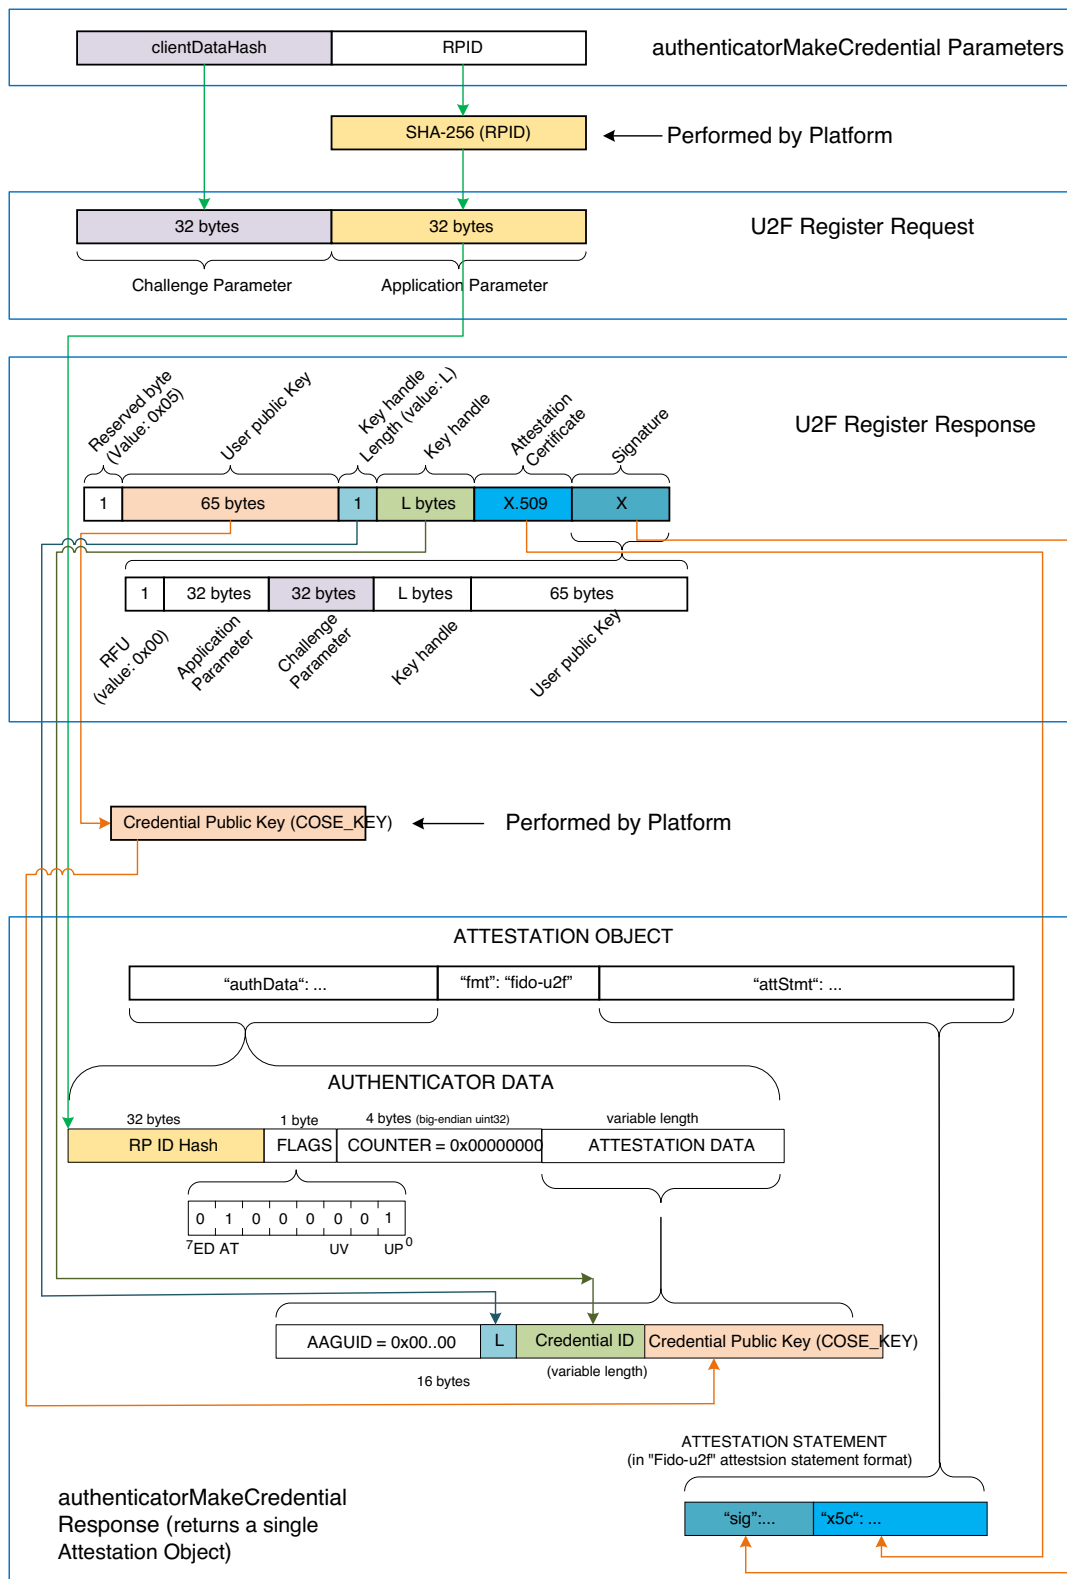 clientDataHash
RPID
authenticatorMakeCredential Parameters
SHA-256 (RPID)
Performed by Platform
32 bytes
32 bytes
U2F Register Request
Challenge Parameter
Application Parameter
Reserved byte
(Value: 0x05)
User public Key
Key handle
Length (value: L)
Key handle
Attestation
Certificate
Signature
U2F Register Response
1
65 bytes
1
L bytes
X.509
X
1
32 bytes
32 bytes
L bytes
65 bytes
RFU
(value: 0x00)
Application
Parameter
Challenge
Parameter
Key handle
User public Key
Credential Public Key (COSE_KEY)
Performed by Platform
ATTESTATION OBJECT
“authData“: ...
“fmt”: “fido-u2f”
“attStmt“: ...
AUTHENTICATOR DATA
32 bytes
1 byte
4 bytes (big-endian uint32)
variable length
RP ID Hash
FLAGS
COUNTER = 0x00000000
ATTESTATION DATA
0 1 0 0 0 0 0 1
7 ED AT UV UP 0
AAGUID = 0x00..00
L
Credential ID
Credential Public Key (COSE_KEY)
16 bytes
(variable length)
ATTESTATION STATEMENT
(in "Fido-u2f" attestsion statement format)
“sig”:...
“x5c“: ...
authenticatorMakeCredential
Response (returns a single
Attestation Object)